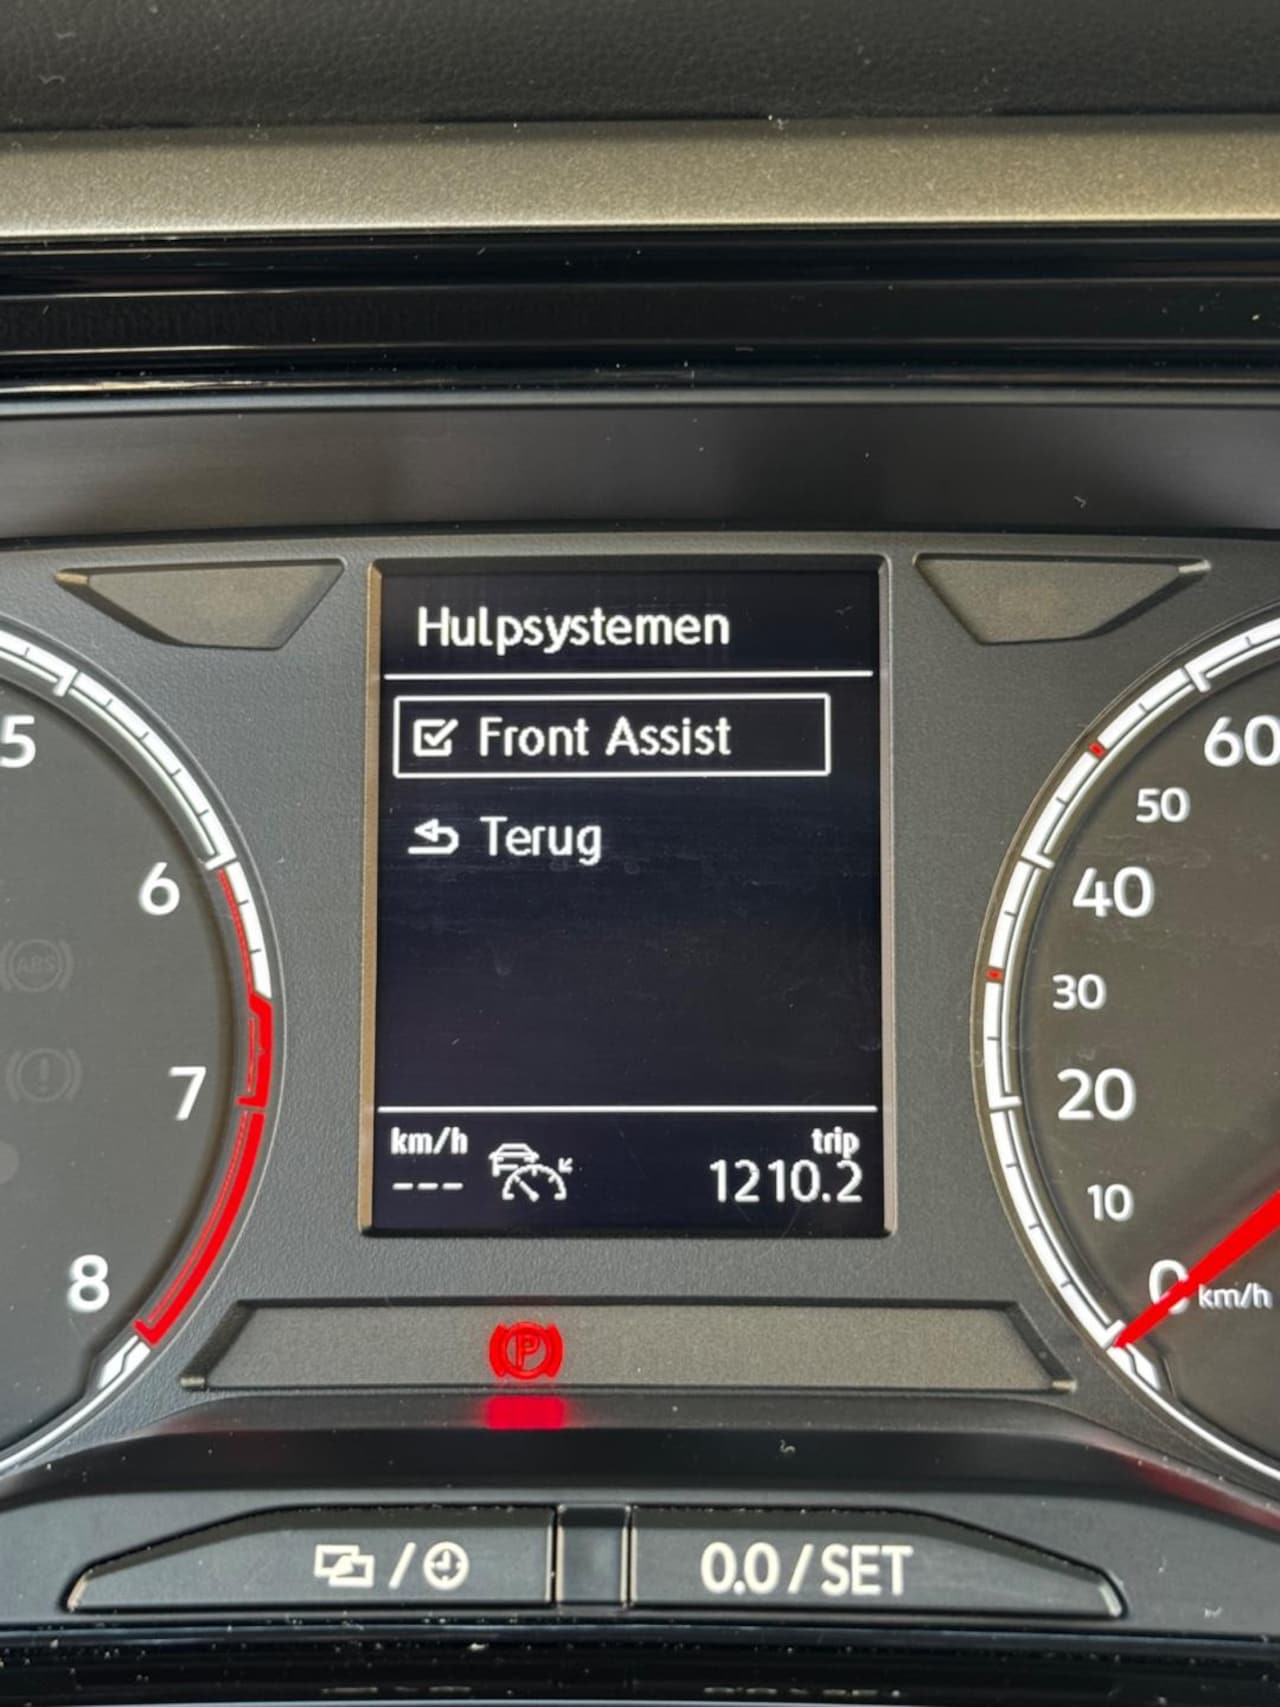 Hulpsystemen
Front Assist
Terug
km/h
trip
---
1210.2
5
6
7
8
ABS
60
50
40
30
20
10
0
km/h
P
/
0.0/SET